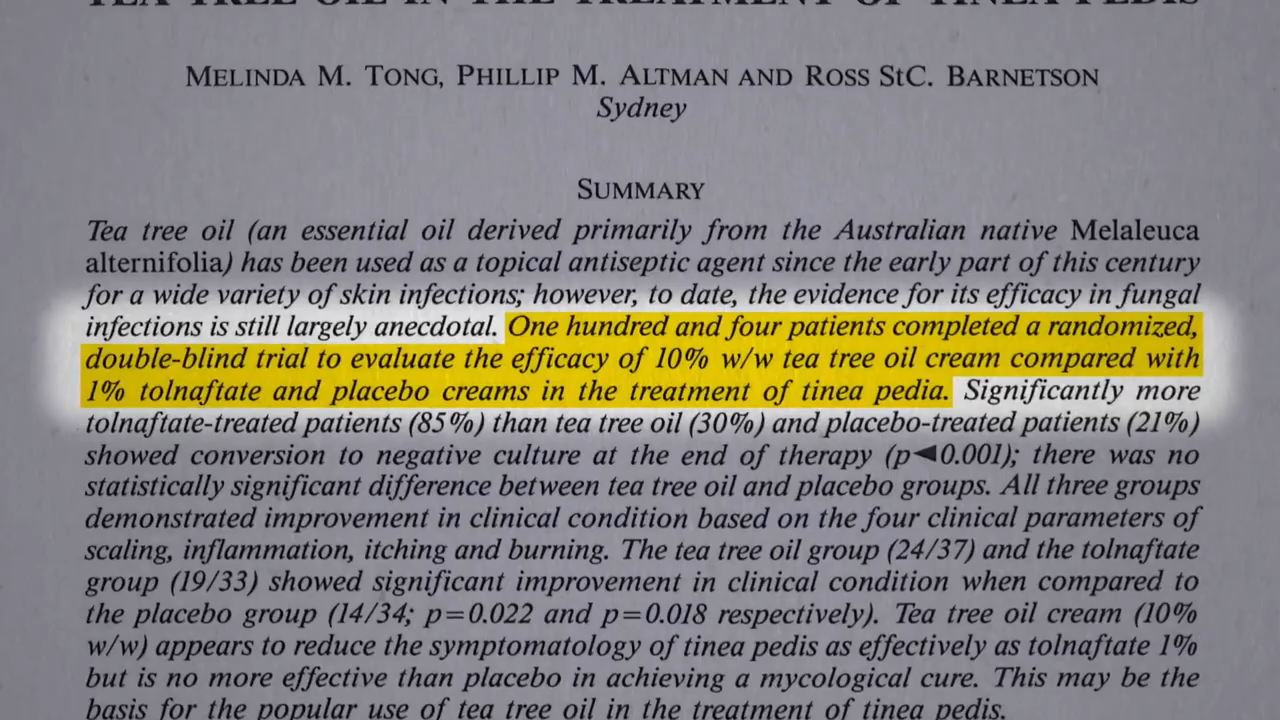 TEA TREE OIL IN THE TREATMENT OF TINEA PEDIS
MELINDA M. TONG, PHILLIP M. ALTMAN AND ROSS STC. BARNETSON
Sydney
SUMMARY
Tea tree oil (an essential oil derived primarily from the Australian native Melaleuca
alternifolia) has been used as a topical antiseptic agent since the early part of this century
for a wide variety of skin infections; however, to date, the evidence for its efficacy in fungal
infections is still largely anecdotal. One hundred and four patients completed a randomized,
double-blind trial to evaluate the efficacy of 10% w/w tea tree oil cream compared with
1% tolnaftate and placebo creams in the treatment of tinea pedia. Significantly more
tolnaftate-treated patients (85%) than tea tree oil (30%) and placebo-treated patients (21%)
showed conversion to negative culture at the end of therapy (p◄0.001); there was no
statistically significant difference between tea tree oil and placebo groups. All three groups
demonstrated improvement in clinical condition based on the four clinical parameters of
scaling, inflammation, itching and burning. The tea tree oil group (24/37) and the tolnaftate
group (19/33) showed significant improvement in clinical condition when compared to
the placebo group (14/34; p=0.022 and p=0.018 respectively). Tea tree oil cream (10%
w/w) appears to reduce the symptomatology of tinea pedis as effectively as tolnaftate 1%
but is no more effective than placebo in achieving a mycological cure. This may be the
basis for the popular use of tea tree oil in the treatment of tinea pedis.